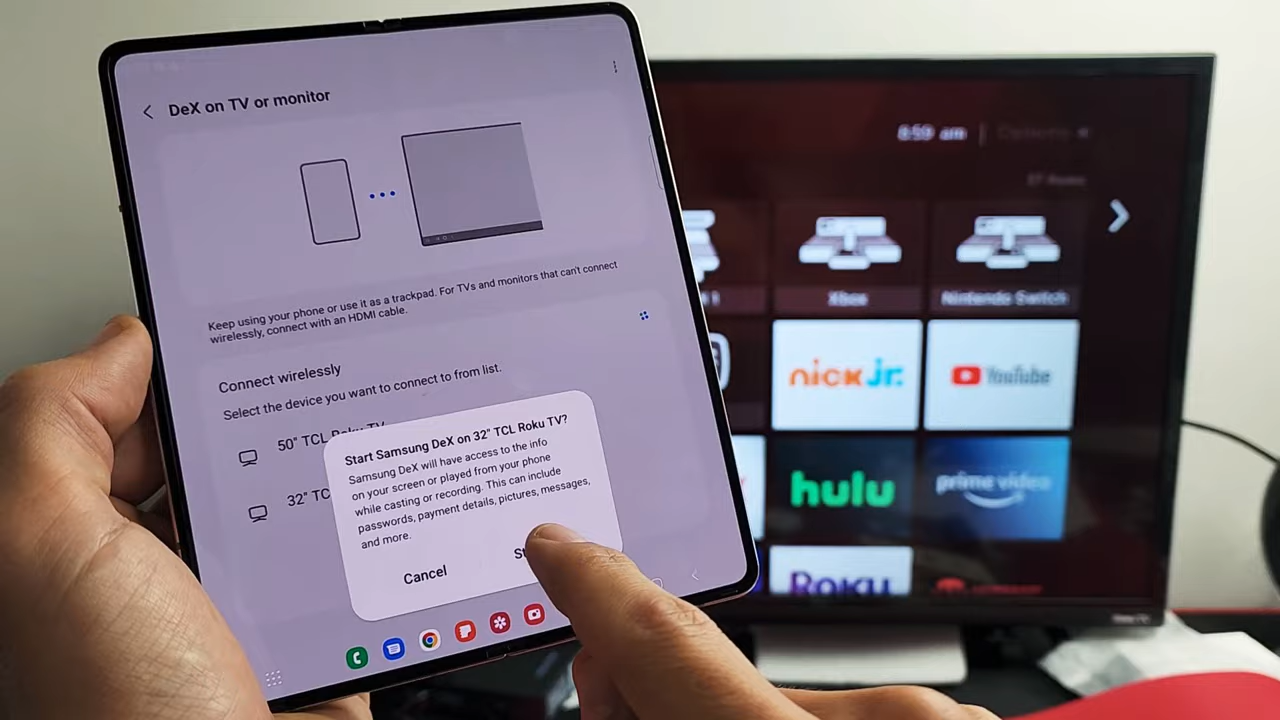 DeX on TV or monitor
Keep using your phone or use it as a trackpad. For TVs and monitors that can't connect
wirelessly, connect with an HDMI cable.
Connect wirelessly
Select the device you want to connect to from list.
50" TCL Roku TV
32" TC
Start Samsung DeX on 32" TCL Roku TV?
Samsung DeX will have access to the info
on your screen or played from your phone
while casting or recording. This can include
passwords, payment details, pictures, messages,
and more.
Cancel
St
8:59 am
Xbox
Nintendo Switch
nick jr.
YouTube
hulu
prime video
Roku